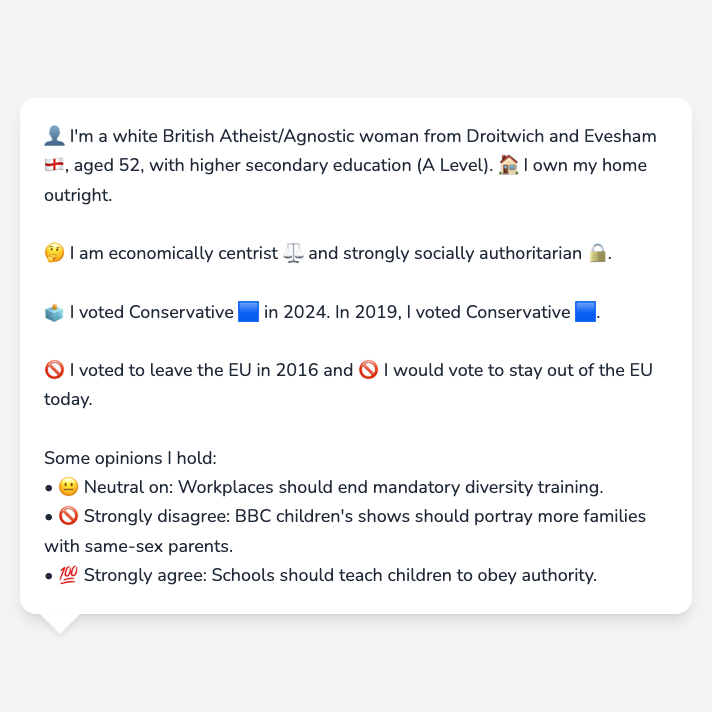 👤 I'm a white British Atheist/Agnostic woman from Droitwich and Evesham
🏴󠁧󠁢󠁥󠁮󠁧󠁿, aged 52, with higher secondary education (A Level). 🏠 I own my home
outright.
🤔 I am economically centrist ⚖️ and strongly socially authoritarian 🔒.
🗳️ I voted Conservative 🟦 in 2024. In 2019, I voted Conservative 🟦.
🚫 I voted to leave the EU in 2016 and 🚫 I would vote to stay out of the EU
today.
Some opinions I hold:
• 😐 Neutral on: Workplaces should end mandatory diversity training.
• 🚫 Strongly disagree: BBC children's shows should portray more families
with same-sex parents.
• 💯 Strongly agree: Schools should teach children to obey authority.